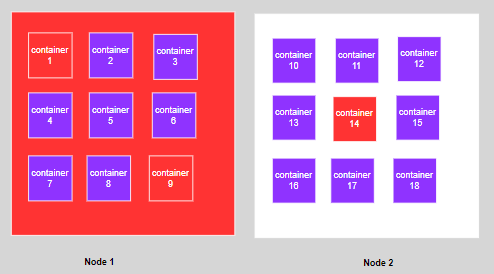 container
1
container
2
container
3
container
4
container
5
container
6
container
7
container
8
container
9
Node 1
container
10
container
11
container
12
container
13
container
14
container
15
container
16
container
17
container
18
Node 2